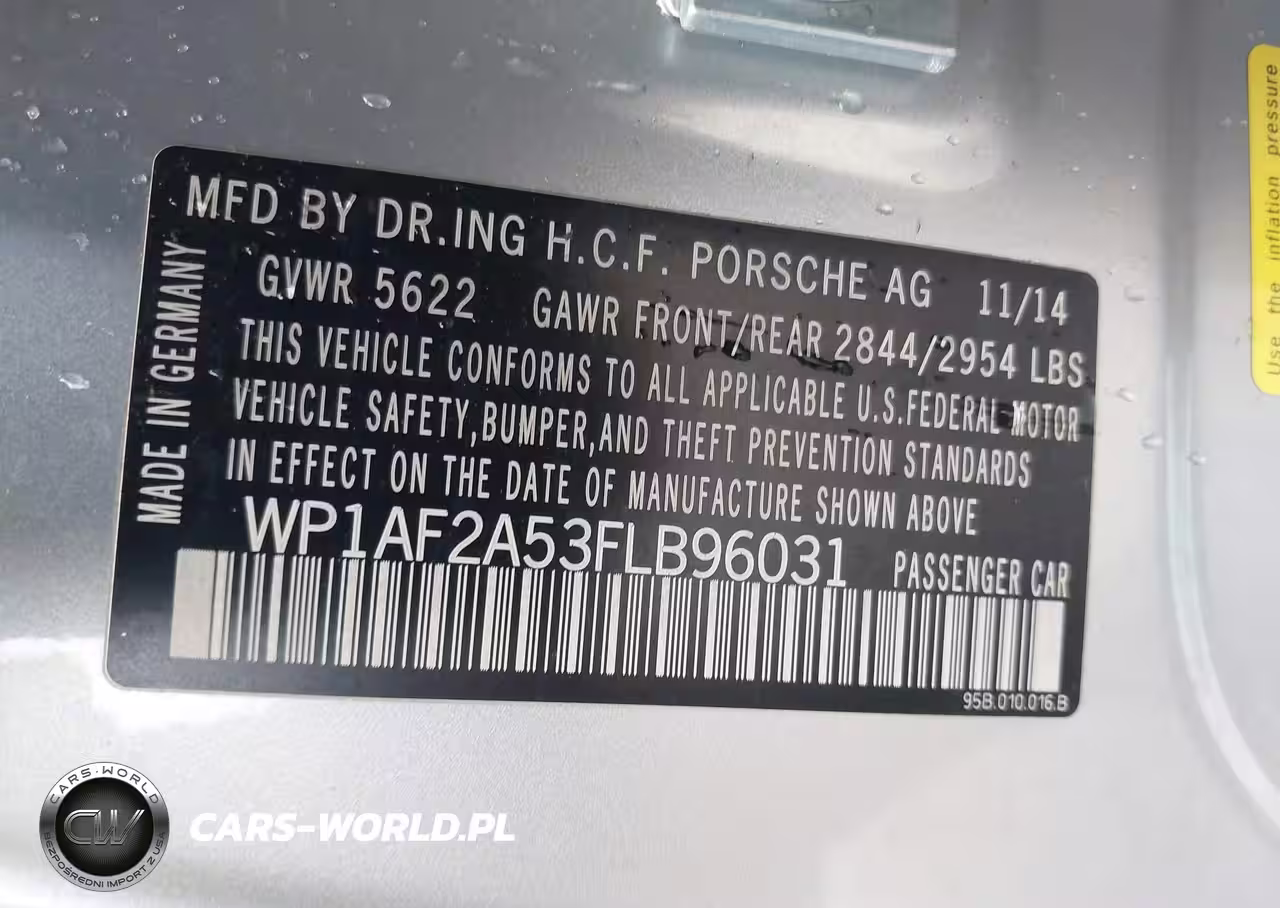 MFD BY DR.ING H.C.F. PORSCHE AG 11/14
GVWR 5622 GAWR FRONT/REAR 2844/2954 LBS
THIS VEHICLE CONFORMS TO ALL APPLICABLE U.S.FEDERAL MOTOR
VEHICLE SAFETY,BUMPER,AND THEFT PREVENTION STANDARDS
IN EFFECT ON THE DATE OF MANUFACTURE SHOWN ABOVE
WP1AF2A53FLB96031 PASSENGER CAR
95B.010.016.B
MADE IN GERMANY
Use the inflation pressure
CARS-WORLD
CW
BEZPOŚREDNI IMPORT Z USA
CARS-WORLD.PL